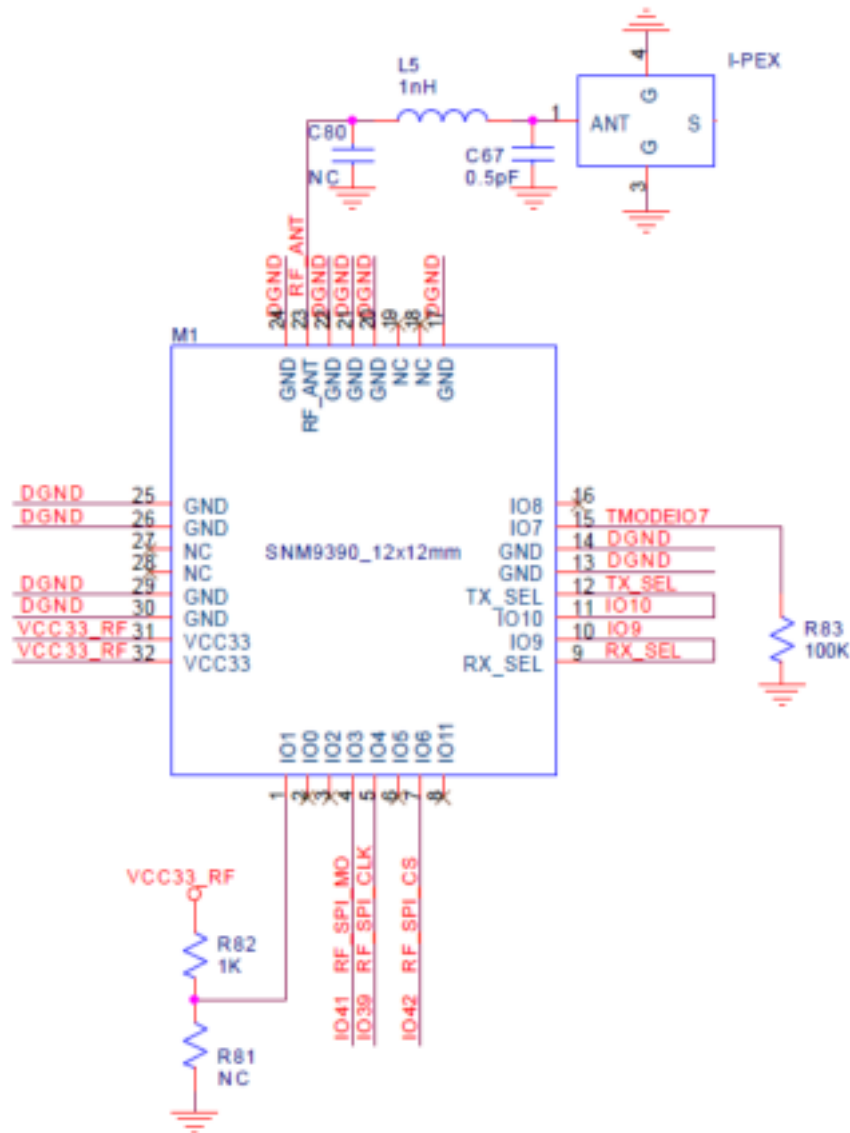 L5
1nH
I-PEX
4
G
1
ANT
S
G
3
C80
NC
C67
0.5pF
RF_ANT
DGND
DGND
DGND
DGND
DGND
24
23
22
21
20
19
18
17
M1
GND
RF_ANT
GND
GND
GND
NC
NC
GND
DGND 25 GND
DGND 26 GND
27 NC
28 NC
DGND 29 GND
DGND 30 GND
VCC33_RF 31 VCC33
VCC33_RF 32 VCC33
SNM9390_12x12mm
IO8 16
IO7 15 TMODEIO7
GND 14 DGND
GND 13 DGND
TX_SEL 12 TX_SEL
IO10 11 IO10
IO9 10 IO9
RX_SEL 9 RX_SEL
R83
100K
IO1
IO0
IO2
IO3
IO4
IO5
IO6
IO11
1
2
3
4
5
6
7
8
IO41 RF_SPI_MO
IO39 RF_SPI_CLK
IO42 RF_SPI_CS
VCC33_RF
R82
1K
R81
NC